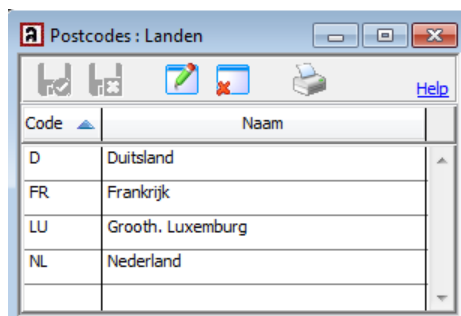 Postcodes : Landen
Help
Code Naam
D Duitsland
FR Frankrijk
LU Grooth. Luxemburg
NL Nederland